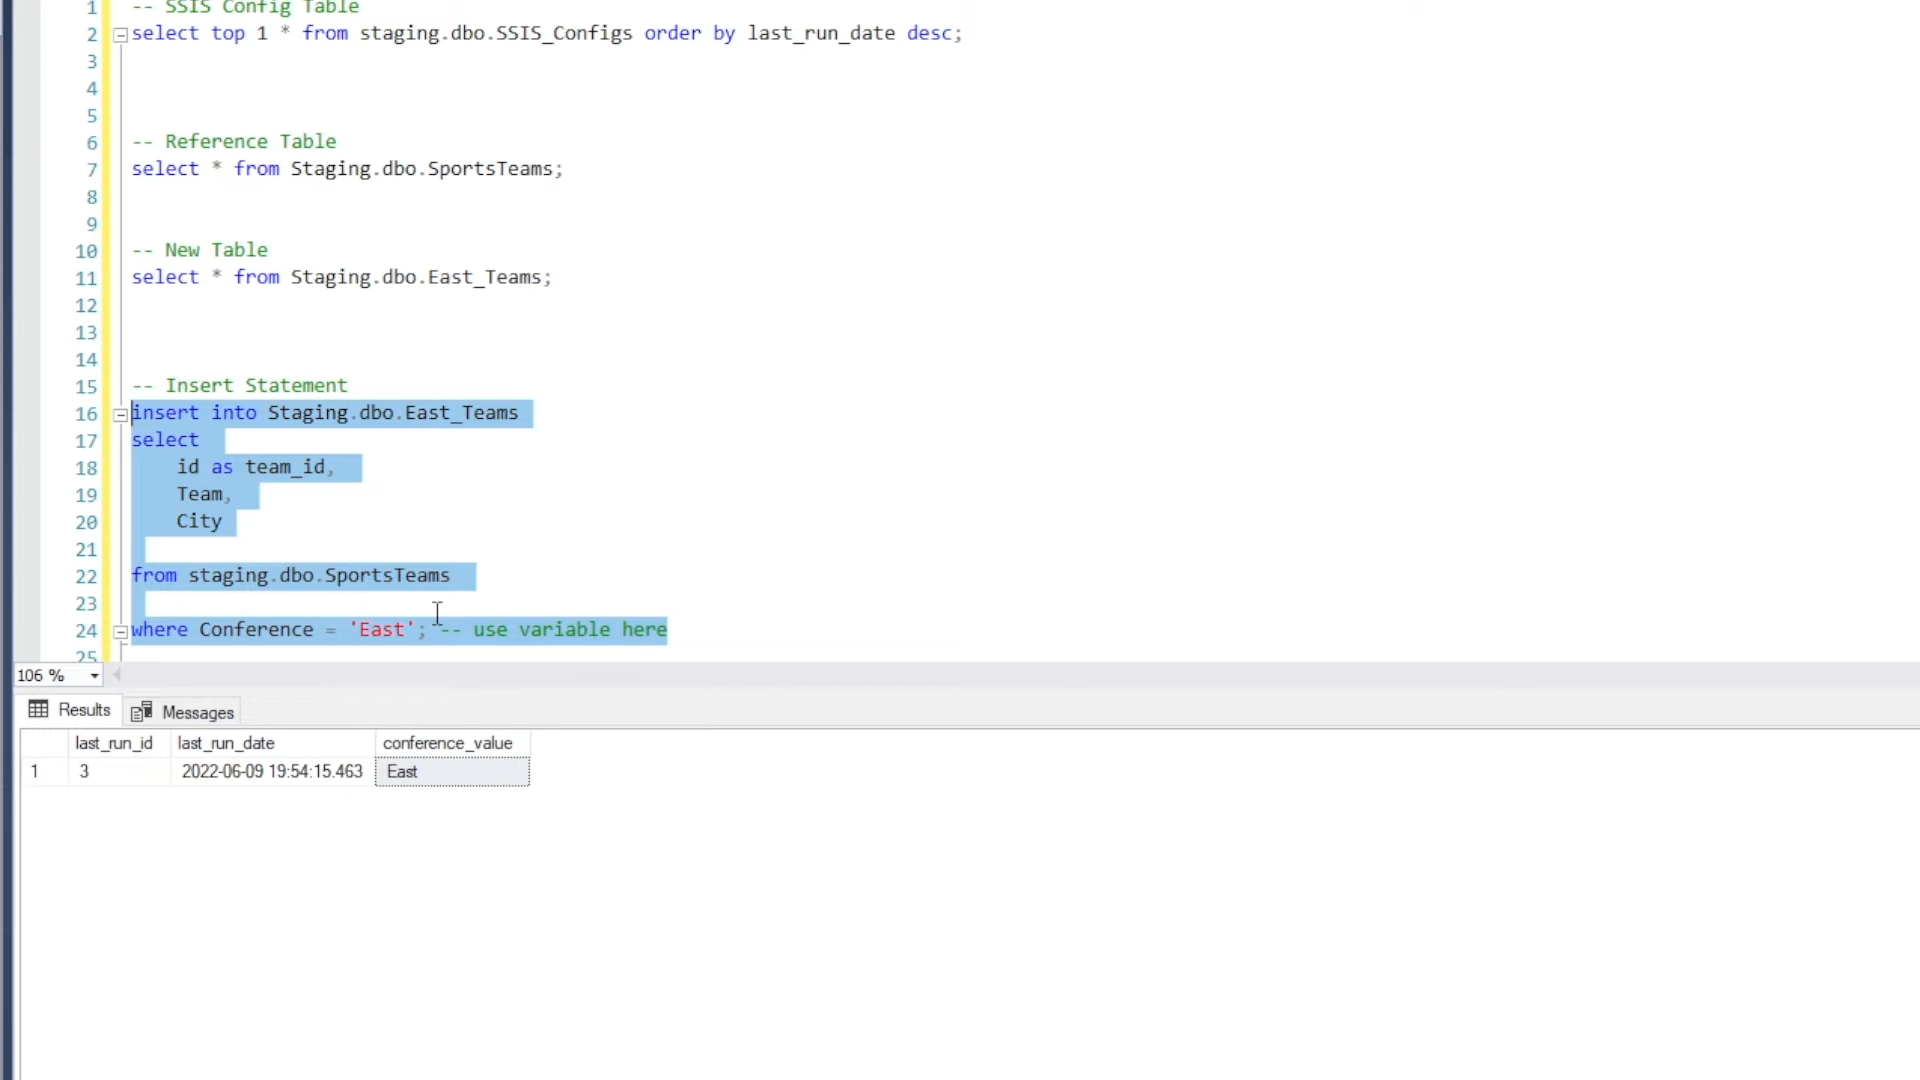 1 -- SSIS Config Table
2 select top 1 * from staging.dbo.SSIS_Configs order by last_run_date desc;
3
4
5
6 -- Reference Table
7 select * from Staging.dbo.SportsTeams;
8
9
10 -- New Table
11 select * from Staging.dbo.East_Teams;
12
13
14
15 -- Insert Statement
16 insert into Staging.dbo.East_Teams
17 select
18 id as team_id,
19 Team,
20 City
21
22 from staging.dbo.SportsTeams
23
24 where Conference = 'East'; -- use variable here
25
106 %
Results Messages
last_run_id last_run_date conference_value
1 3 2022-06-09 19:54:15.463 East